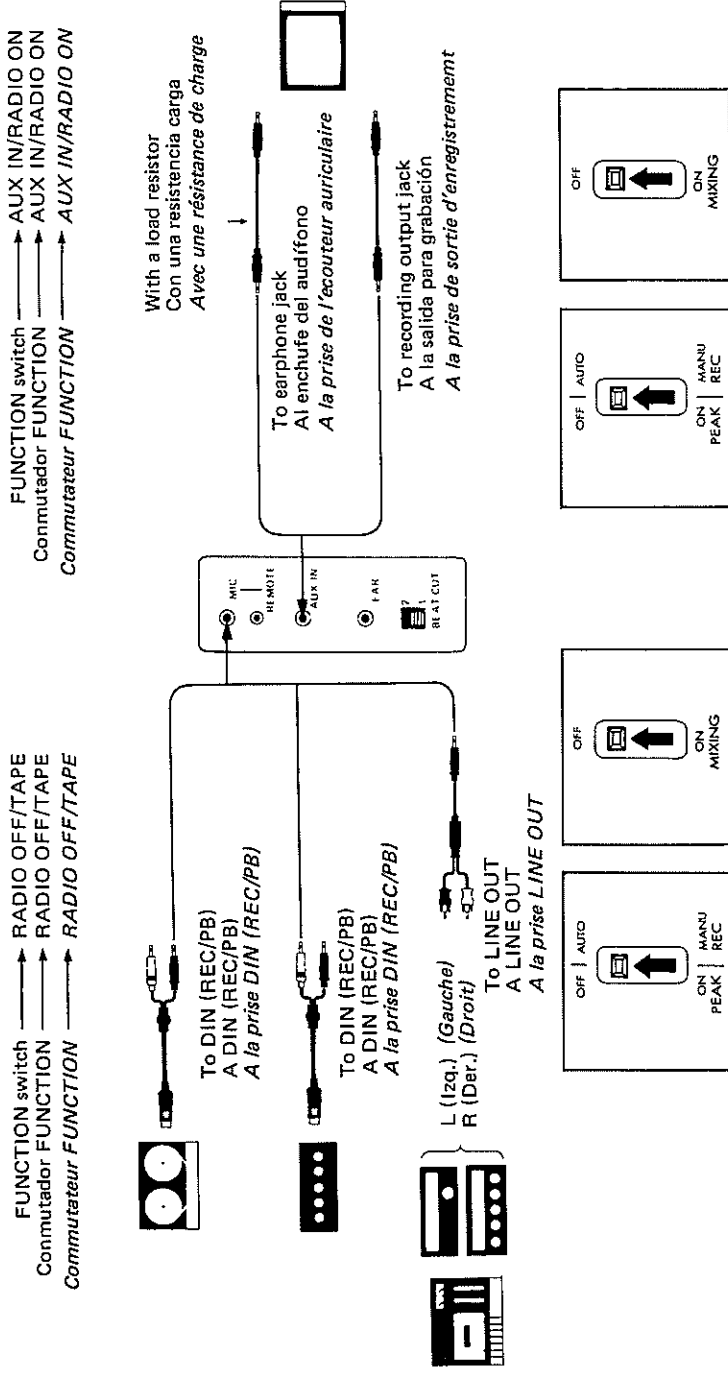 FUNCTION switch → RADIO OFF/TAPE
Conmutador FUNCTION → RADIO OFF/TAPE
Commutateur FUNCTION → RADIO OFF/TAPE
To DIN (REC/PB)
A DIN (REC/PB)
A la prise DIN (REC/PB)
To DIN (REC/PB)
A DIN (REC/PB)
A la prise DIN (REC/PB)
L (Izq.) (Gauche)
R (Der.) (Droit)
To LINE OUT
A LINE OUT
A la prise LINE OUT
OFF | AUTO
ON | MANU
PEAK | REC
OFF
ON
MIXING
MIC
REMOTE
AUX IN
EAR
2
1
BEAT CUT
FUNCTION switch → AUX IN/RADIO ON
Conmutador FUNCTION → AUX IN/RADIO ON
Commutateur FUNCTION → AUX IN/RADIO ON
With a load resistor
Con una resistencia carga
Avec une résistance de charge
To earphone jack
Al enchufe del audífono
A la prise de l'ecouteur auriculaire
To recording output jack
A la salida para grabación
A la prise de sortie d'enregistrememt
OFF | AUTO
ON | MANU
PEAK | REC
OFF
ON
MIXING